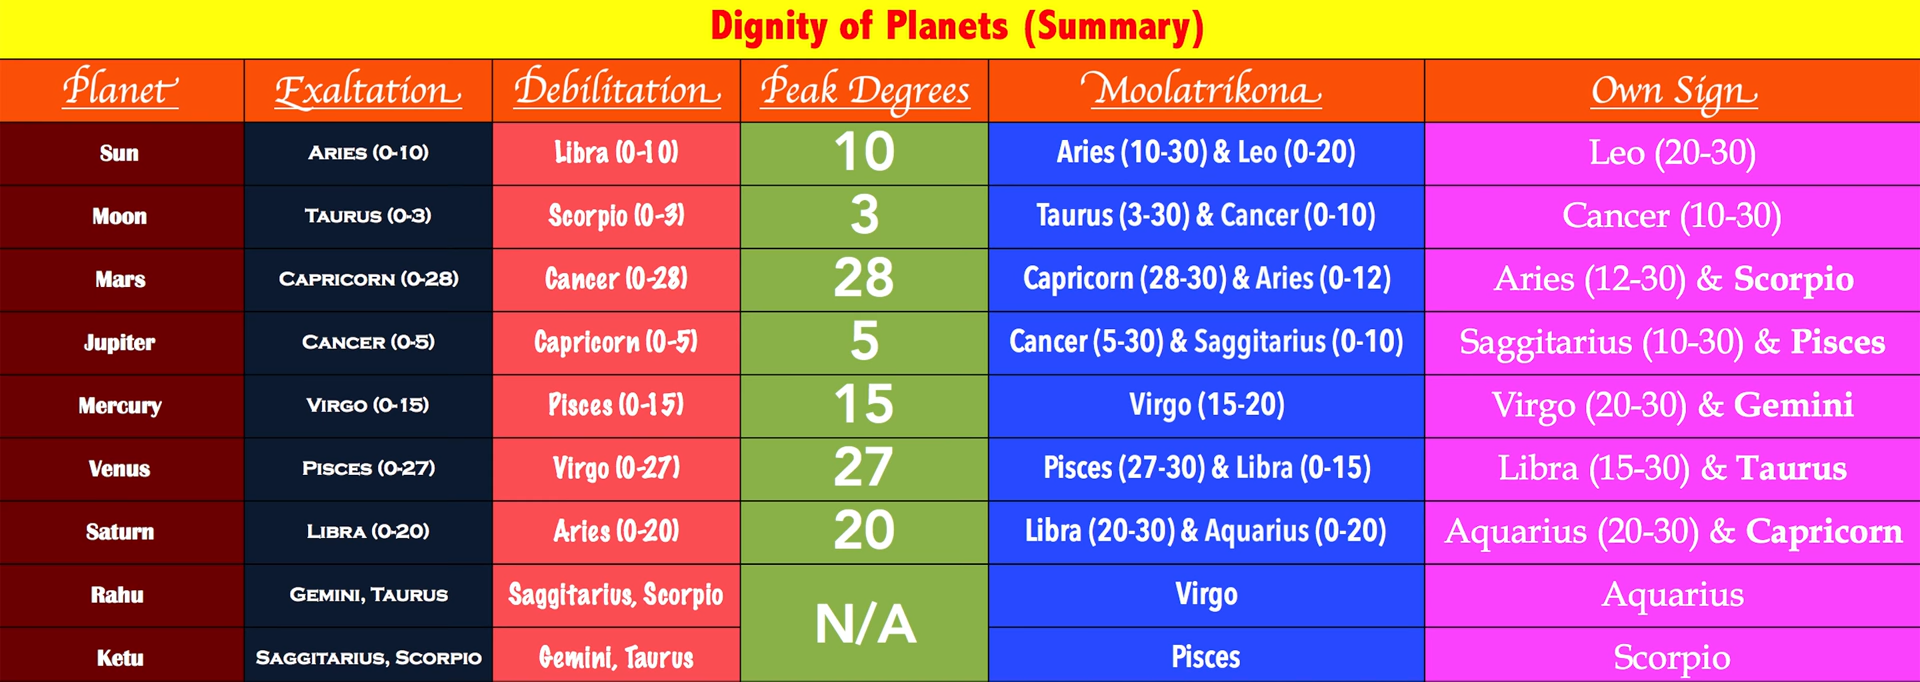 Dignity of Planets (Summary)
Planet Exaltation Debilitation Peak Degrees Moolatrikona Own Sign
Sun ARIES (0-10) Libra (0-10) 10 Aries (10-30) & Leo (0-20) Leo (20-30)
Moon TAURUS (0-3) Scorpio (0-3) 3 Taurus (3-30) & Cancer (0-10) Cancer (10-30)
Mars CAPRICORN (0-28) Cancer (0-28) 28 Capricorn (28-30) & Aries (0-12) Aries (12-30) & Scorpio
Jupiter CANCER (0-5) Capricorn (0-5) 5 Cancer (5-30) & Saggitarius (0-10) Saggitarius (10-30) & Pisces
Mercury VIRGO (0-15) Pisces (0-15) 15 Virgo (15-20) Virgo (20-30) & Gemini
Venus PISCES (0-27) Virgo (0-27) 27 Pisces (27-30) & Libra (0-15) Libra (15-30) & Taurus
Saturn LIBRA (0-20) Aries (0-20) 20 Libra (20-30) & Aquarius (0-20) Aquarius (20-30) & Capricorn
Rahu GEMINI, TAURUS Saggitarius, Scorpio N/A Virgo Aquarius
Ketu SAGGITARIUS, SCORPIO Gemini, Taurus Pisces Scorpio